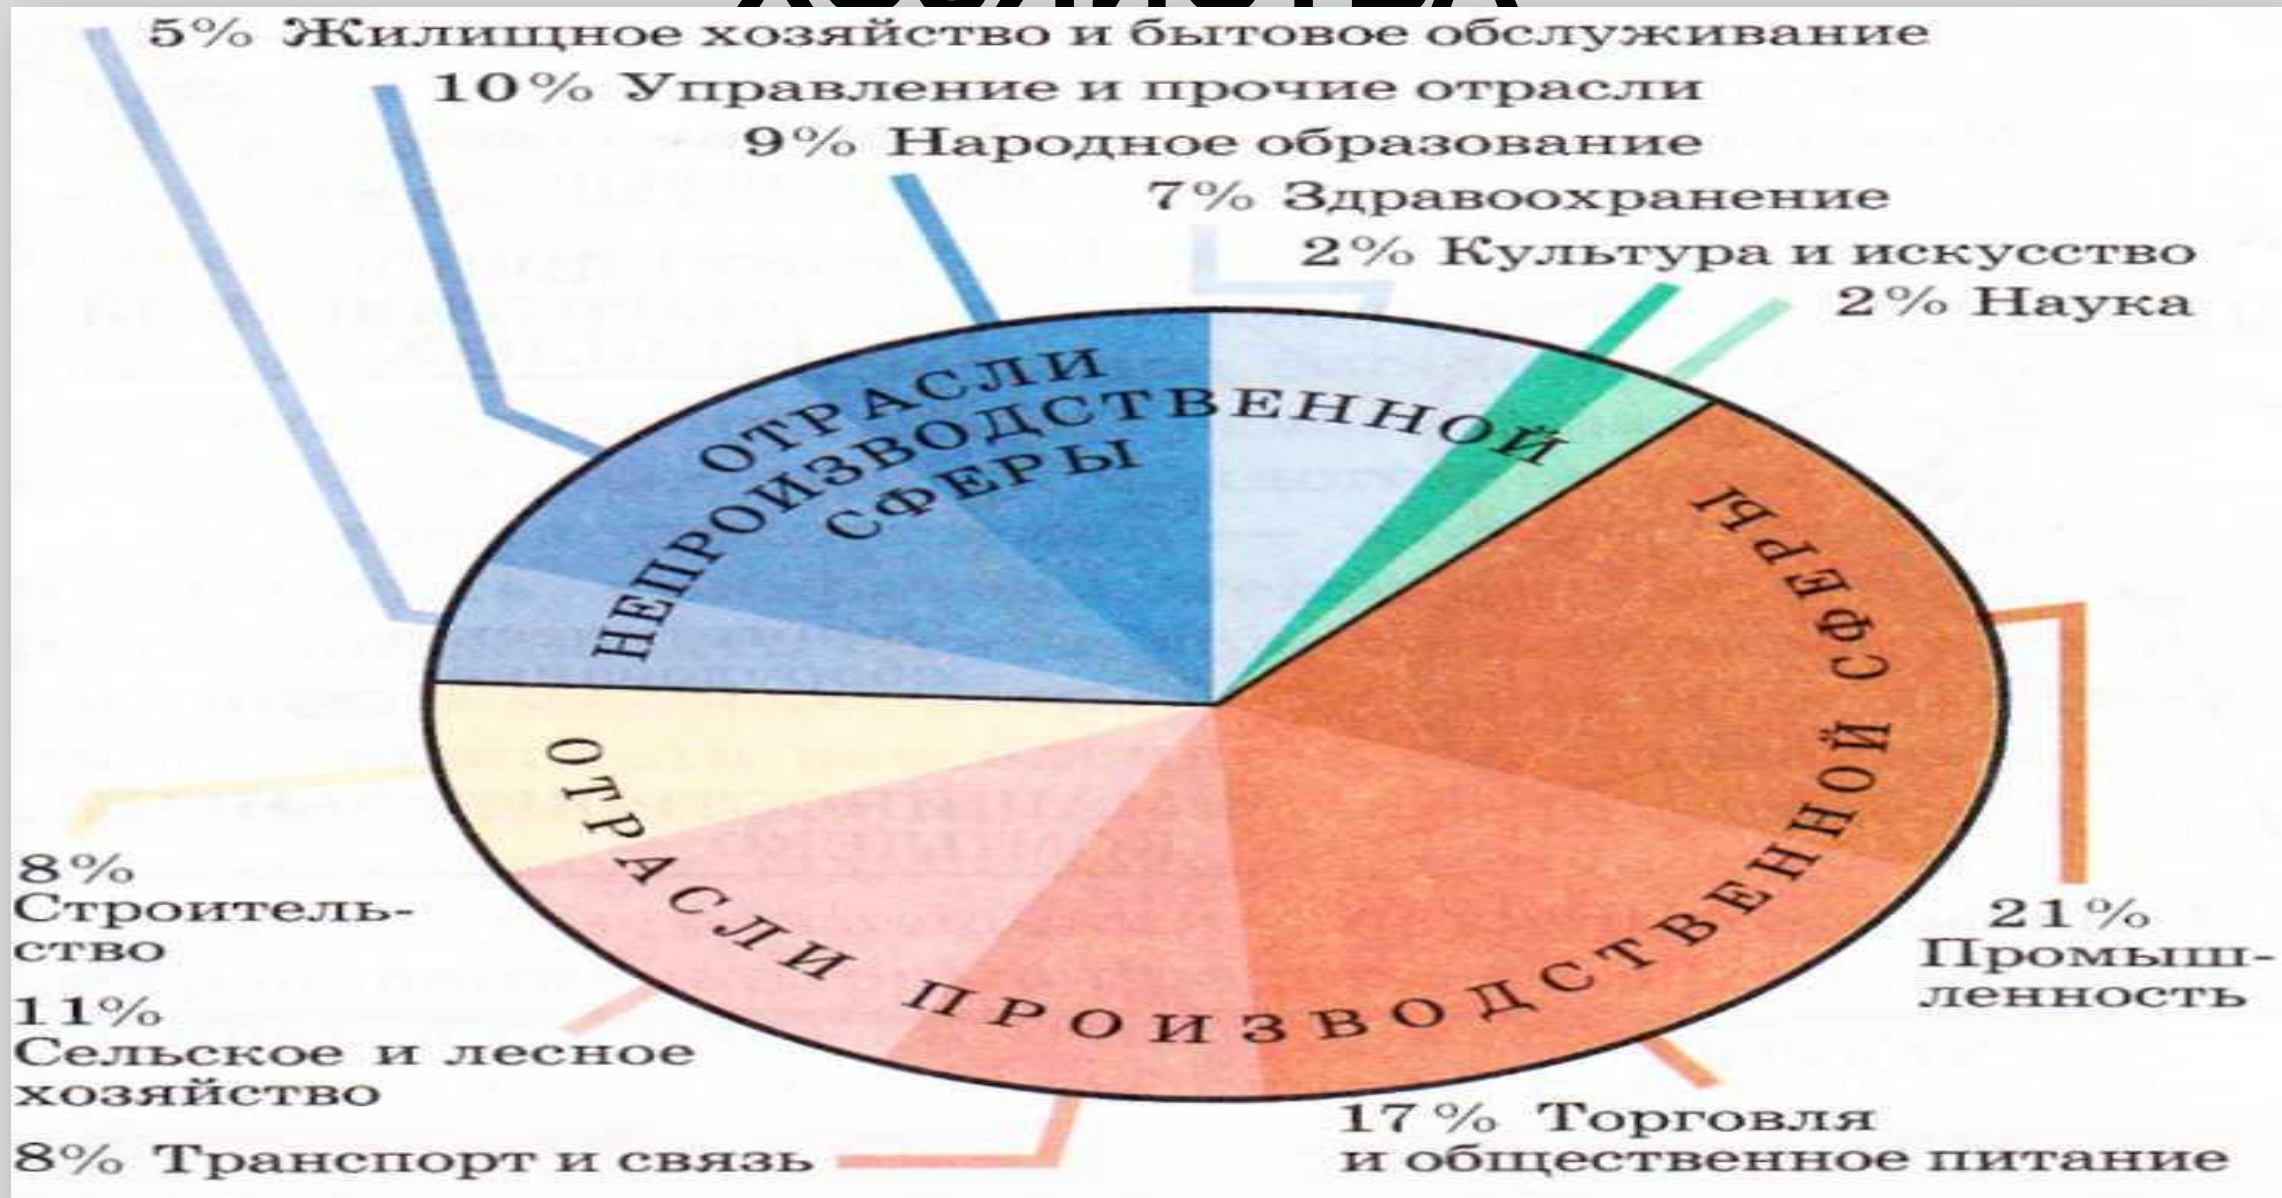 5% Жилищное хозяйство и бытовое обслуживание
10% Управление и прочие отрасли
9% Народное образование
7% Здравоохранение
2% Культура и искусство
2% Наука
ОТРАСЛИ
НЕПРОИЗВОДСТВЕННОЙ
СФЕРЫ
ОТРАСЛИ ПРОИЗВОДСТВЕННОЙ СФЕРЫ
8%
Строитель-
ство
11%
Сельское и лесное
хозяйство
8% Транспорт и связь
21%
Промыш-
ленность
17% Торговля
и общественное питание